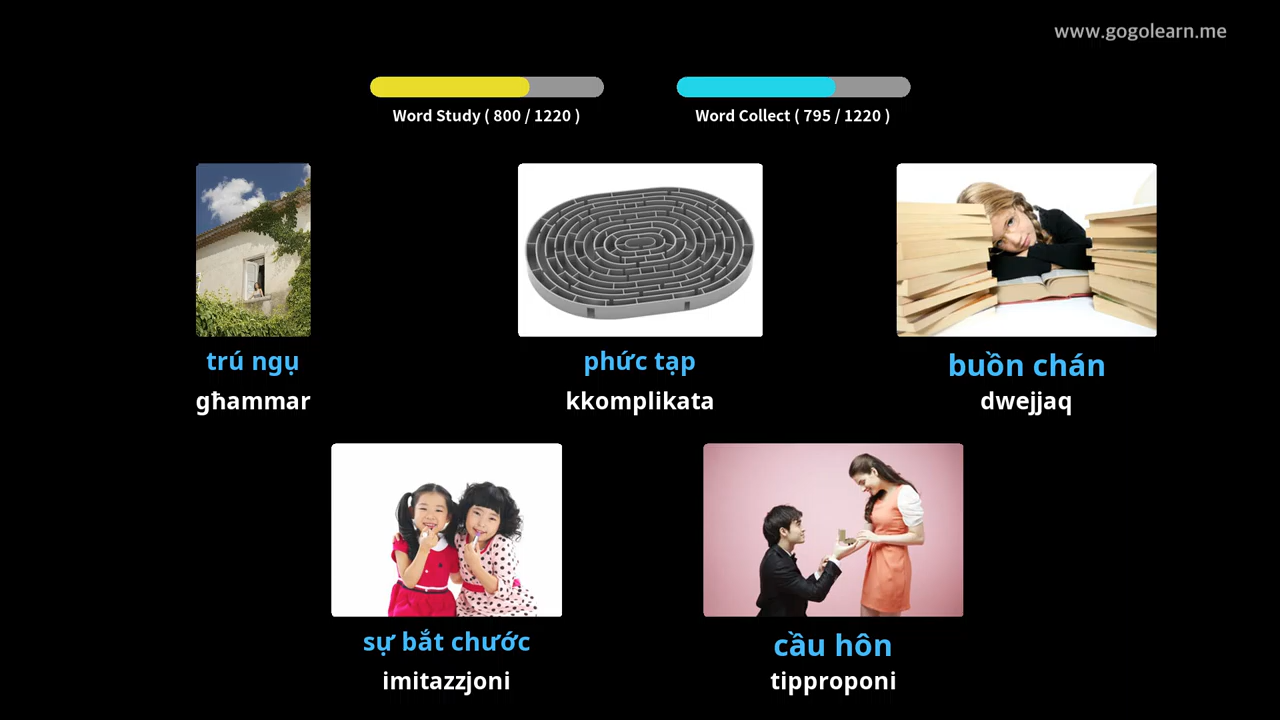 www.gogolearn.me
Word Study ( 800 / 1220 )
Word Collect ( 795 / 1220 )
trú ngụ
għammar
phức tạp
kkomplikata
buồn chán
dwejjaq
sự bắt chước
imitazzjoni
cầu hôn
tipproponi